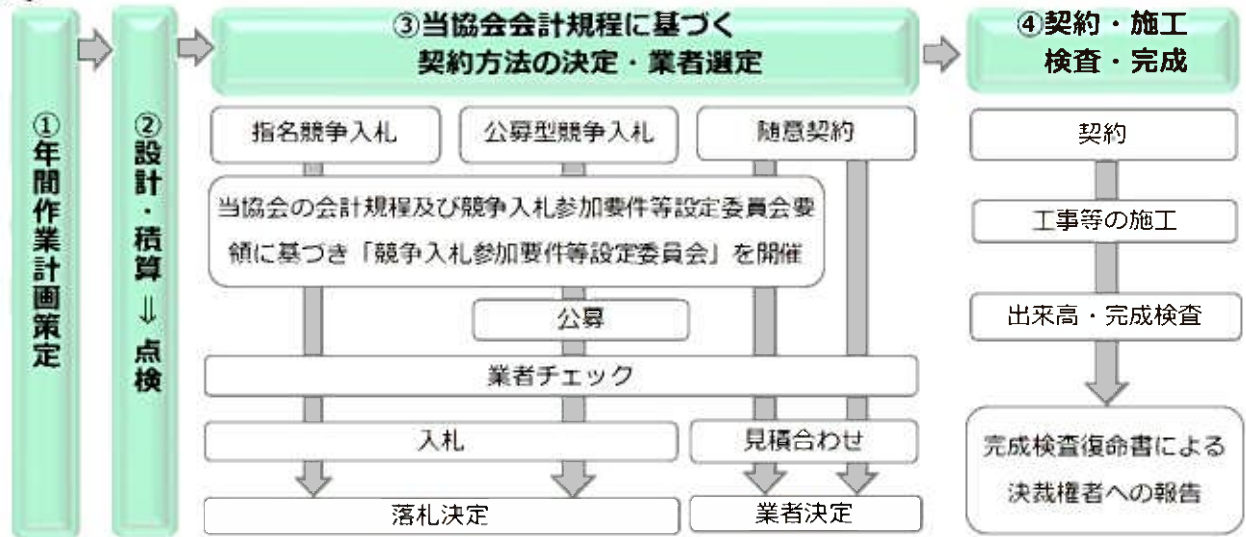 ①年間作業計画策定
②設計・積算⇒点検
③当協会会計規程に基づく
契約方法の決定・業者選定
指名競争入札
公募型競争入札
随意契約
当協会の会計規程及び競争入札参加要件等設定委員会要
領に基づき「競争入札参加要件等設定委員会」を開催
公募
業者チェック
入札
見積合わせ
落札決定
業者決定
④契約・施工
検査・完成
契約
工事等の施工
出来高・完成検査
完成検査復命書による
決裁権者への報告